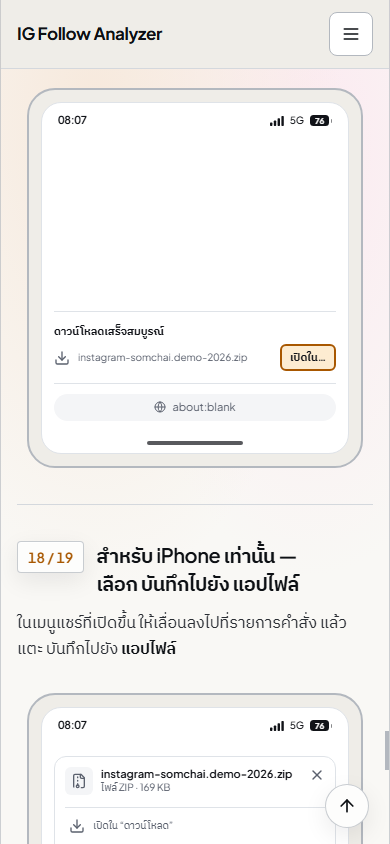 IG Follow Analyzer
08:07
5G
76
ดาวน์โหลดเสร็จสมบูรณ์
instagram-somchai.demo-2026.zip
เปิดใน...
about:blank
18 / 19
สำหรับ iPhone เท่านั้น —
เลือก บันทึกไปยัง แอปไฟล์
ในเมนูแชร์ที่เปิดขึ้น ให้เลื่อนลงไปที่รายการคำสั่ง แล้ว
แตะ บันทึกไปยัง แอปไฟล์
08:07
5G
76
instagram-somchai.demo-2026.zip
ไฟล์ ZIP · 169 KB
เปิดใน "ดาวน์โหลด"